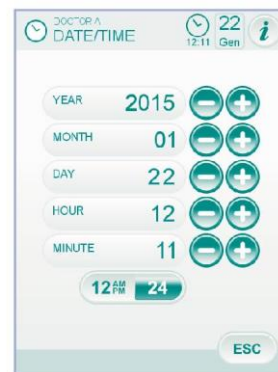 DOCTOR A
DATE/TIME
12:11
22
Gen
i
YEAR 2015
MONTH 01
DAY 22
HOUR 12
MINUTE 11
12 AM PM 24
ESC